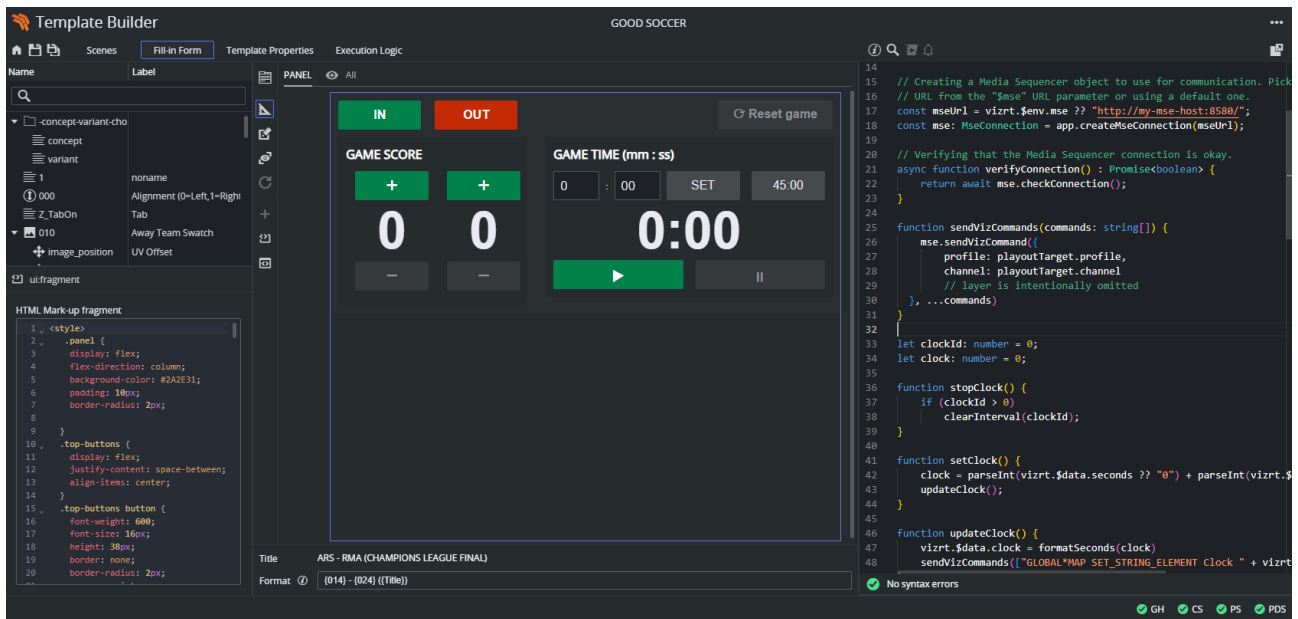 Template Builder
GOOD SOCCER
Scenes
Fill-in Form
Template Properties
Execution Logic
Name
Label
-concept-variant-cho
concept
variant
1
noname
000
Alignment (0=Left,1=Righ
Z_TabOn
Tab
010
Away Team Swatch
image_position
UV Offset
ui:fragment
HTML Mark-up fragment
1 <style>
2 .panel {
3 display: flex;
4 flex-direction: column;
5 background-color: #2A2E31;
6 padding: 10px;
7 border-radius: 2px;
8
9 }
10 .top-buttons {
11 display: flex;
12 justify-content: space-between;
13 align-items: center;
14 }
15 .top-buttons button {
16 font-weight: 600;
17 font-size: 16px;
18 height: 38px;
19 border: none;
20 border-radius: 2px;
PANEL
All
IN
OUT
Reset game
GAME SCORE
GAME TIME (mm : ss)
+
+
0
:
00
SET
45:00
0
0
0:00
−
−
Title
ARS - RMA (CHAMPIONS LEAGUE FINAL)
Format
{014} - {024} ({Title})
14
15 // Creating a Media Sequencer object to use for communication. Pick
16 // URL from the "$mse" URL parameter or using a default one.
17 const mseUrl = vizrt.$env.mse ?? "http://my-mse-host:8580/";
18 const mse: MseConnection = app.createMseConnection(mseUrl);
19
20 // Verifying that the Media Sequencer connection is okay.
21 async function verifyConnection() : Promise<boolean> {
22 return await mse.checkConnection();
23 }
24
25 function sendVizCommands(commands: string[]) {
26 mse.sendVizCommand({
27 profile: playoutTarget.profile,
28 channel: playoutTarget.channel
29 // layer is intentionally omitted
30 }, ...commands)
31 }
32
33 let clockId: number = 0;
34 let clock: number = 0;
35
36 function stopClock() {
37 if (clockId > 0)
38 clearInterval(clockId);
39 }
40
41 function setClock() {
42 clock = parseInt(vizrt.$data.seconds ?? "0") + parseInt(vizrt.$
43 updateClock();
44 }
45
46 function updateClock() {
47 vizrt.$data.clock = formatSeconds(clock)
48 sendVizCommands(["GLOBAL*MAP SET_STRING_ELEMENT Clock " + vizrt
No syntax errors
GH
CS
PS
PDS